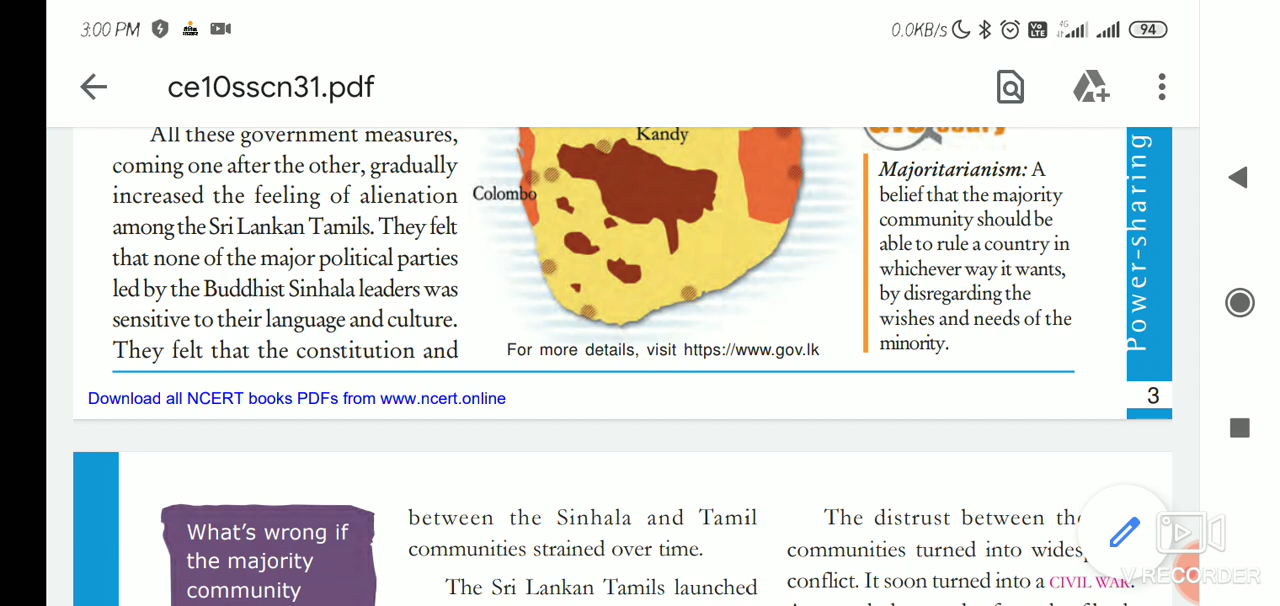 3:00 PM
0.0KB/s
Vo
LTE
4G
94
ce10sscn31.pdf
All these government measures,
coming one after the other, gradually
increased the feeling of alienation
among the Sri Lankan Tamils. They felt
that none of the major political parties
led by the Buddhist Sinhala leaders was
sensitive to their language and culture.
They felt that the constitution and
Kandy
Colombo
For more details, visit https://www.gov.lk
Majoritarianism: A
belief that the majority
community should be
able to rule a country in
whichever way it wants,
by disregarding the
wishes and needs of the
minority.
Power-sharing
3
Download all NCERT books PDFs from www.ncert.online
What's wrong if
the majority
community
between the Sinhala and Tamil
communities strained over time.
The Sri Lankan Tamils launched
The distrust between the
communities turned into
conflict. It soon turned into a CIVIL WAR.
V RECORDER